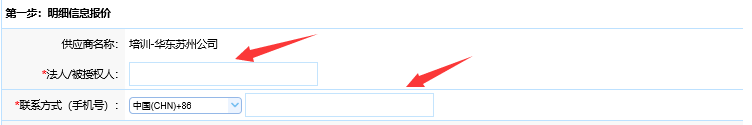 第一步：明细信息报价
供应商名称： 培训-华东苏州公司
*法人/被授权人：
*联系方式（手机号）： 中国(CHN)+86